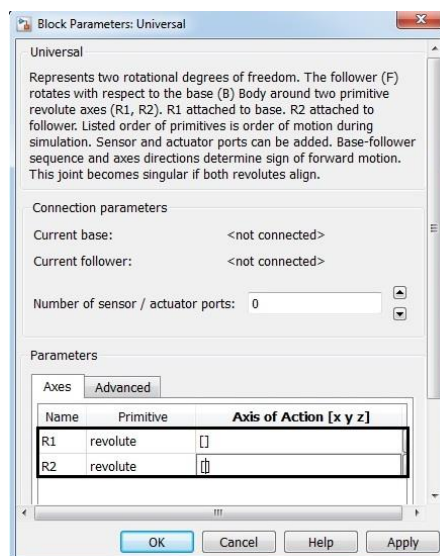 Block Parameters: Universal
Universal
Represents two rotational degrees of freedom. The follower (F)
rotates with respect to the base (B) Body around two primitive
revolute axes (R1, R2). R1 attached to base. R2 attached to
follower. Listed order of primitives is order of motion during
simulation. Sensor and actuator ports can be added. Base-follower
sequence and axes directions determine sign of forward motion.
This joint becomes singular if both revolutes align.
Connection parameters
Current base: <not connected>
Current follower: <not connected>
Number of sensor / actuator ports: 0
Parameters
Axes Advanced
Name Primitive Axis of Action [x y z]
R1 revolute []
R2 revolute []
OK Cancel Help Apply